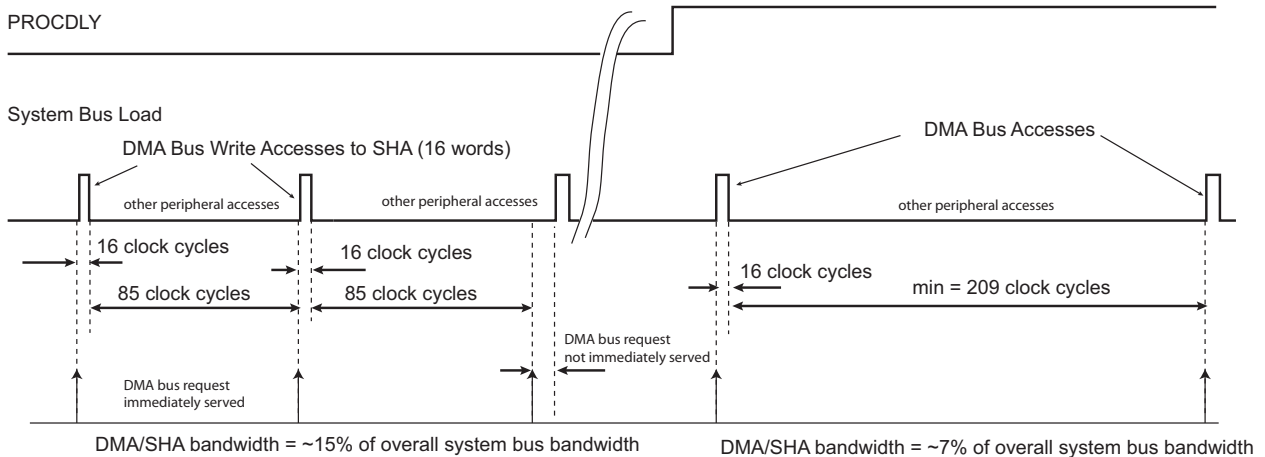 PROCDLY
System Bus Load
DMA Bus Write Accesses to SHA (16 words)
DMA Bus Accesses
other peripheral accesses
other peripheral accesses
other peripheral accesses
16 clock cycles
16 clock cycles
16 clock cycles
85 clock cycles
85 clock cycles
min = 209 clock cycles
DMA bus request
not immediately served
DMA bus request
immediately served
DMA/SHA bandwidth = ~15% of overall system bus bandwidth
DMA/SHA bandwidth = ~7% of overall system bus bandwidth